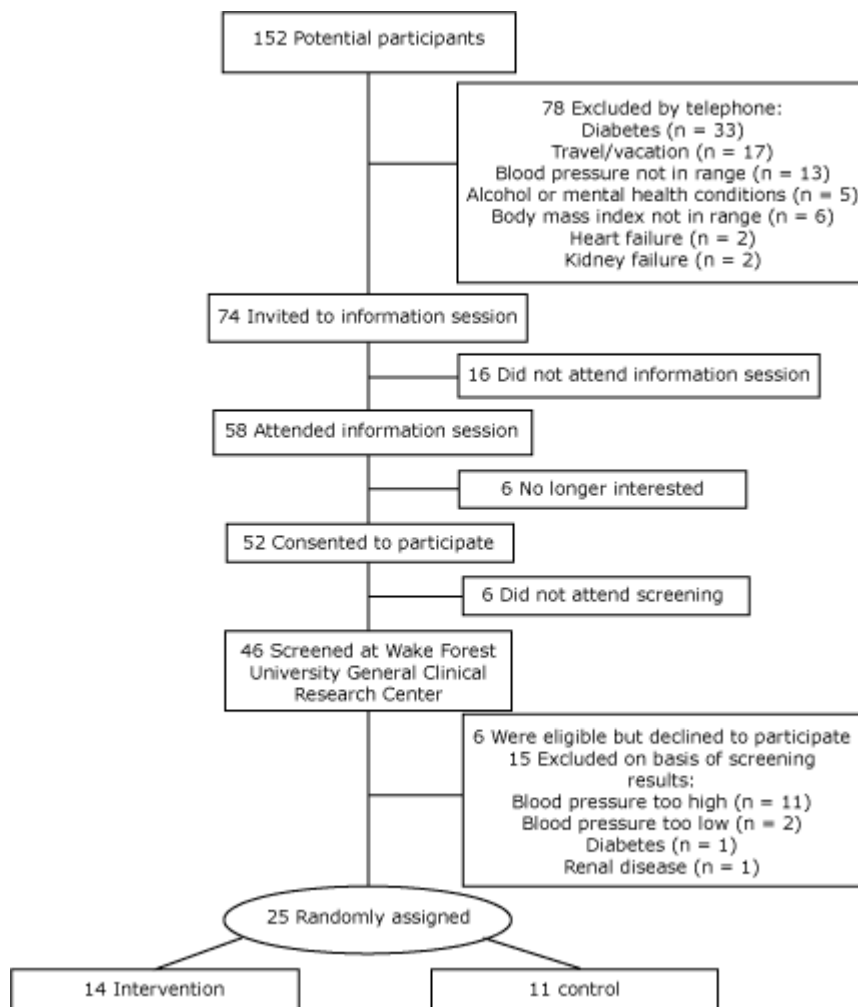 152 Potential participants
78 Excluded by telephone:
Diabetes (n = 33)
Travel/vacation (n = 17)
Blood pressure not in range (n = 13)
Alcohol or mental health conditions (n = 5)
Body mass index not in range (n = 6)
Heart failure (n = 2)
Kidney failure (n = 2)
74 Invited to information session
16 Did not attend information session
58 Attended information session
6 No longer interested
52 Consented to participate
6 Did not attend screening
46 Screened at Wake Forest
University General Clinical
Research Center
6 Were eligible but declined to participate
15 Excluded on basis of screening
results:
Blood pressure too high (n = 11)
Blood pressure too low (n = 2)
Diabetes (n = 1)
Renal disease (n = 1)
25 Randomly assigned
14 Intervention
11 control